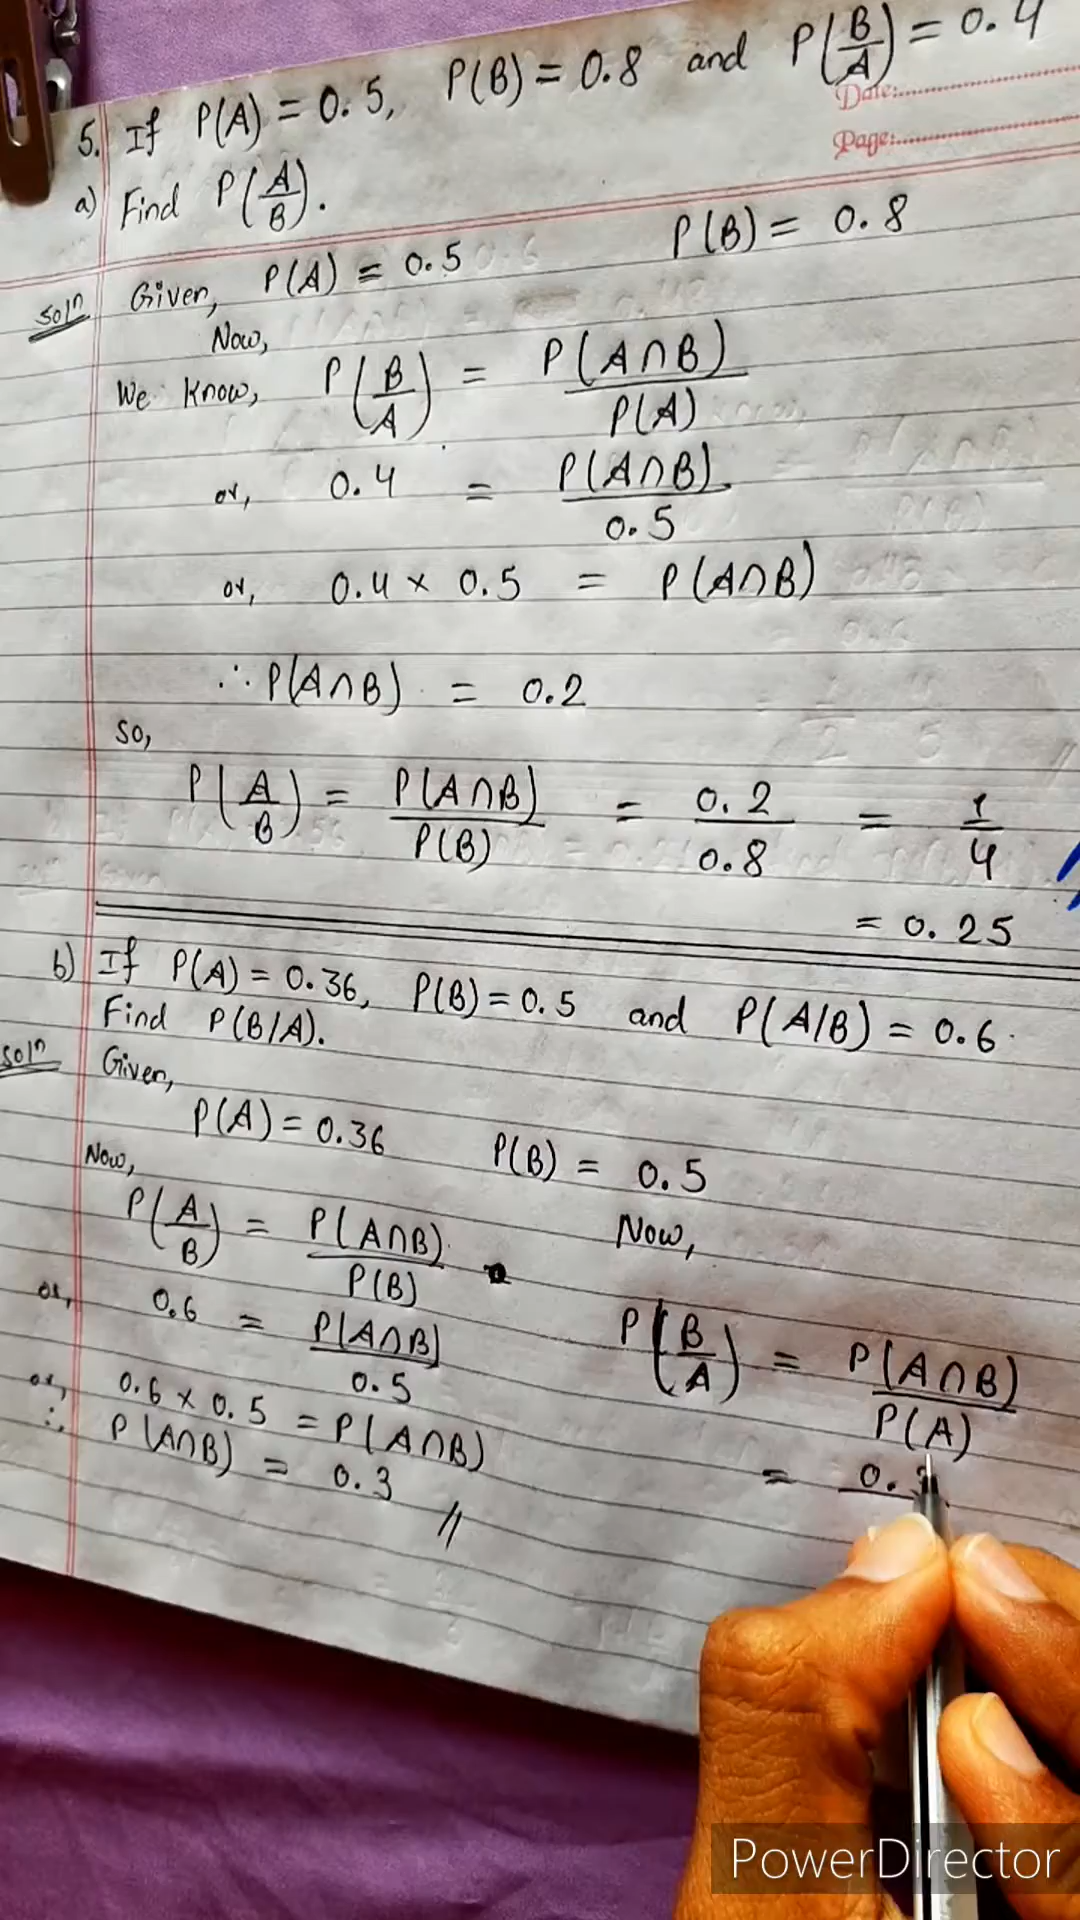 5. If P(A) = 0.5, P(B) = 0.8 and P(B/A) = 0.4
Date:
Page:
a) Find P(A/B).
Soln Given, P(A) = 0.5 P(B) = 0.8
Now,
We know, P(B/A) = P(A∩B)/P(A)
or, 0.4 = P(A∩B)/0.5
or, 0.4 × 0.5 = P(A∩B)
∴ P(A∩B) = 0.2
So,
P(A/B) = P(A∩B)/P(B) = 0.2/0.8 = 1/4
= 0.25
b) If P(A) = 0.36, P(B) = 0.5 and P(A/B) = 0.6.
Find P(B/A).
Soln Given,
P(A) = 0.36 P(B) = 0.5
Now,
P(A/B) = P(A∩B)/P(B)
or, 0.6 = P(A∩B)/0.5
or, 0.6 × 0.5 = P(A∩B)
∴ P(A∩B) = 0.3 //
Now,
P(B/A) = P(A∩B)/P(A)
= 0.
PowerDirector